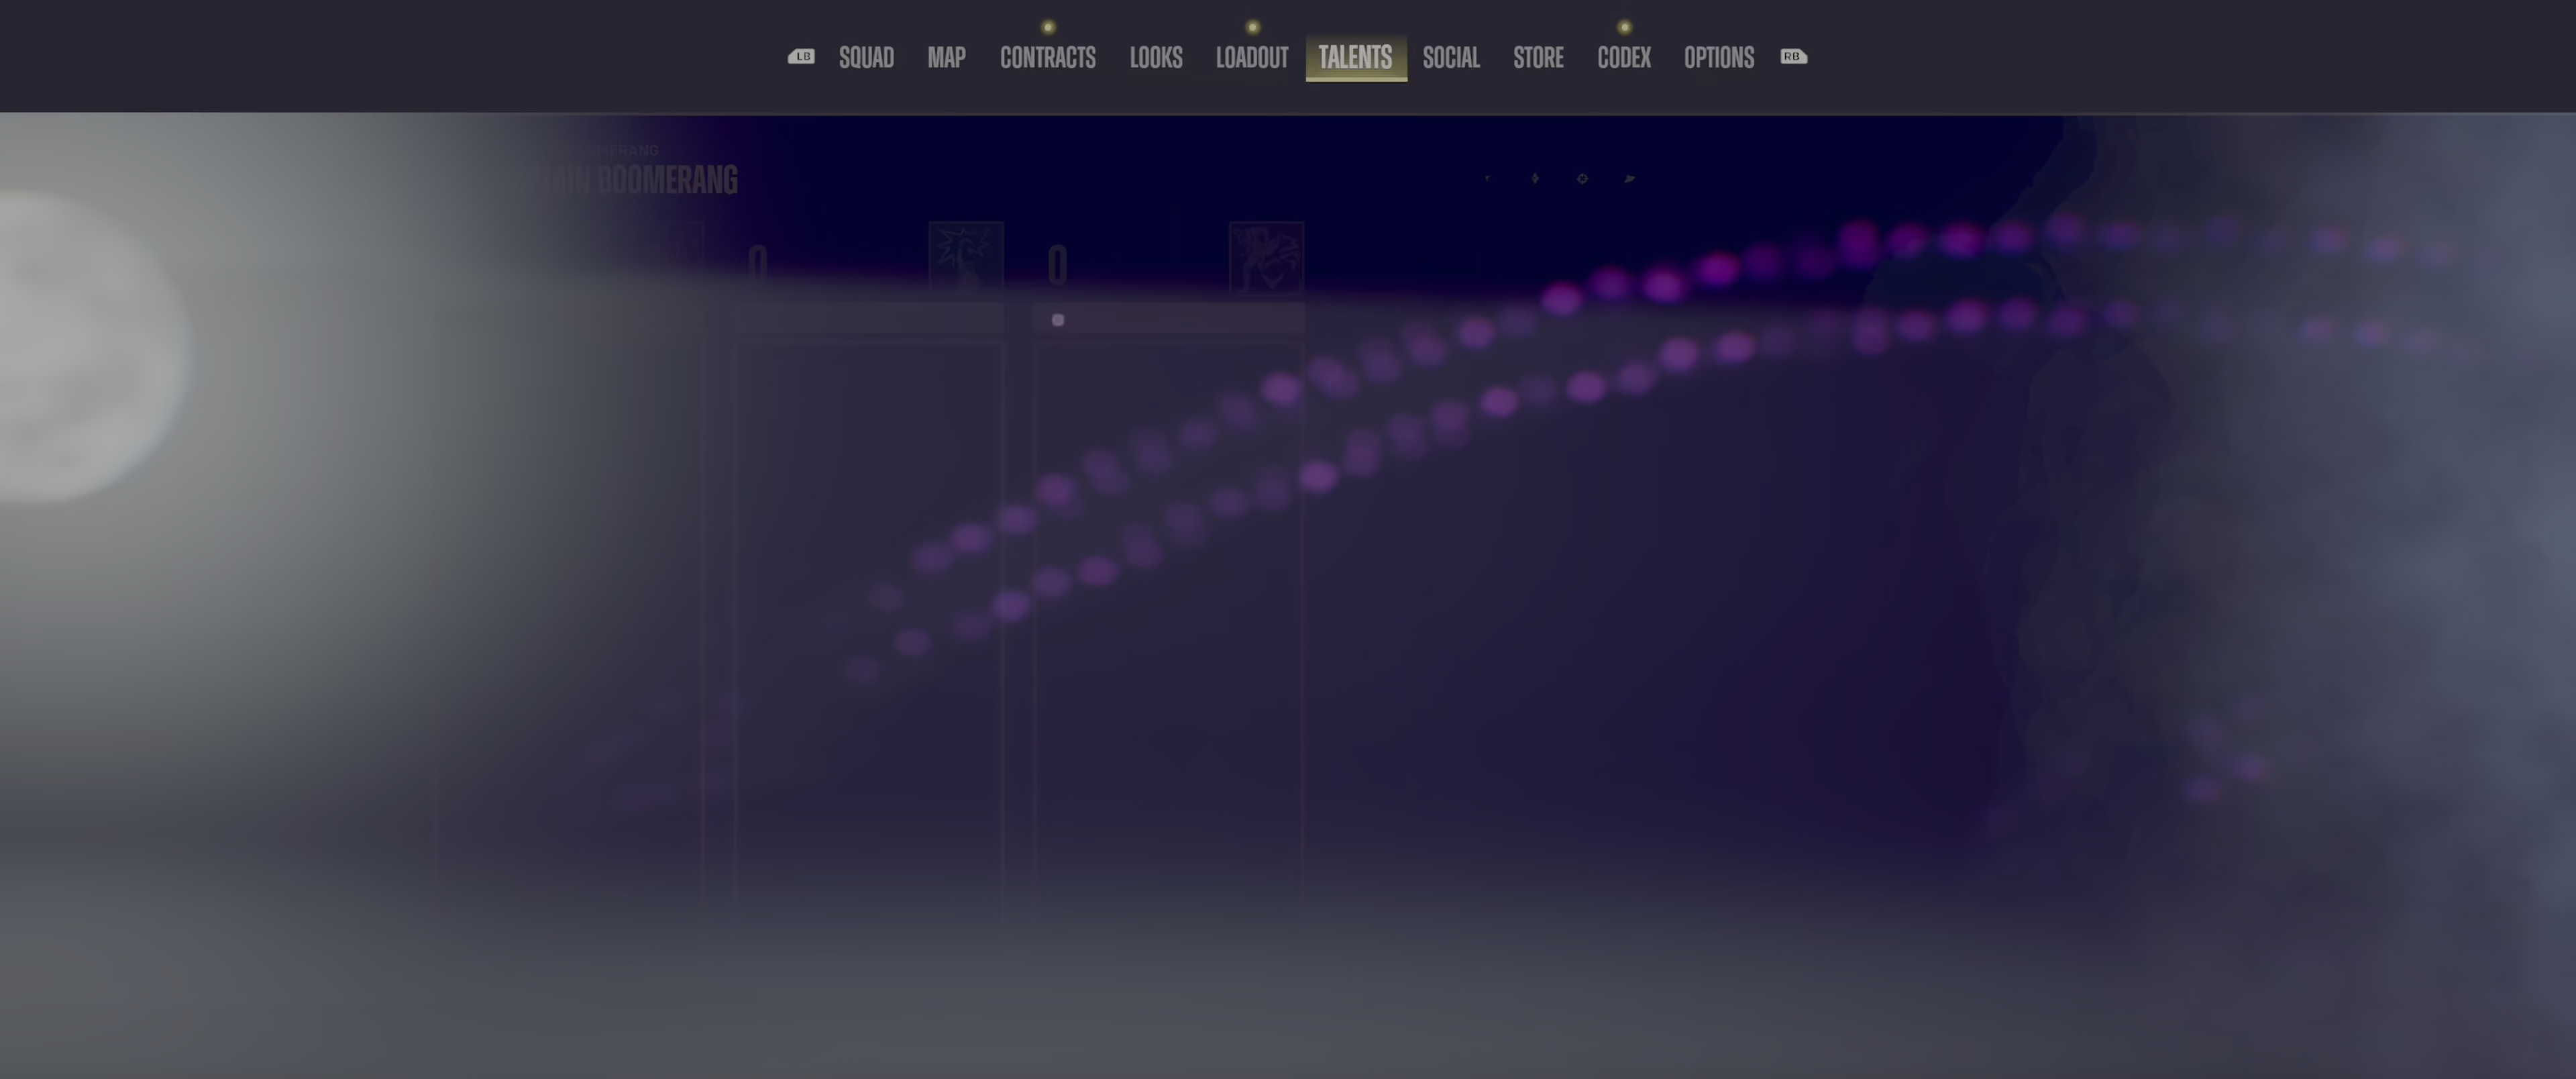 LB SQUAD MAP CONTRACTS LOOKS LOADOUT TALENTS SOCIAL STORE CODEX OPTIONS RB
BOOMERANG
0 0